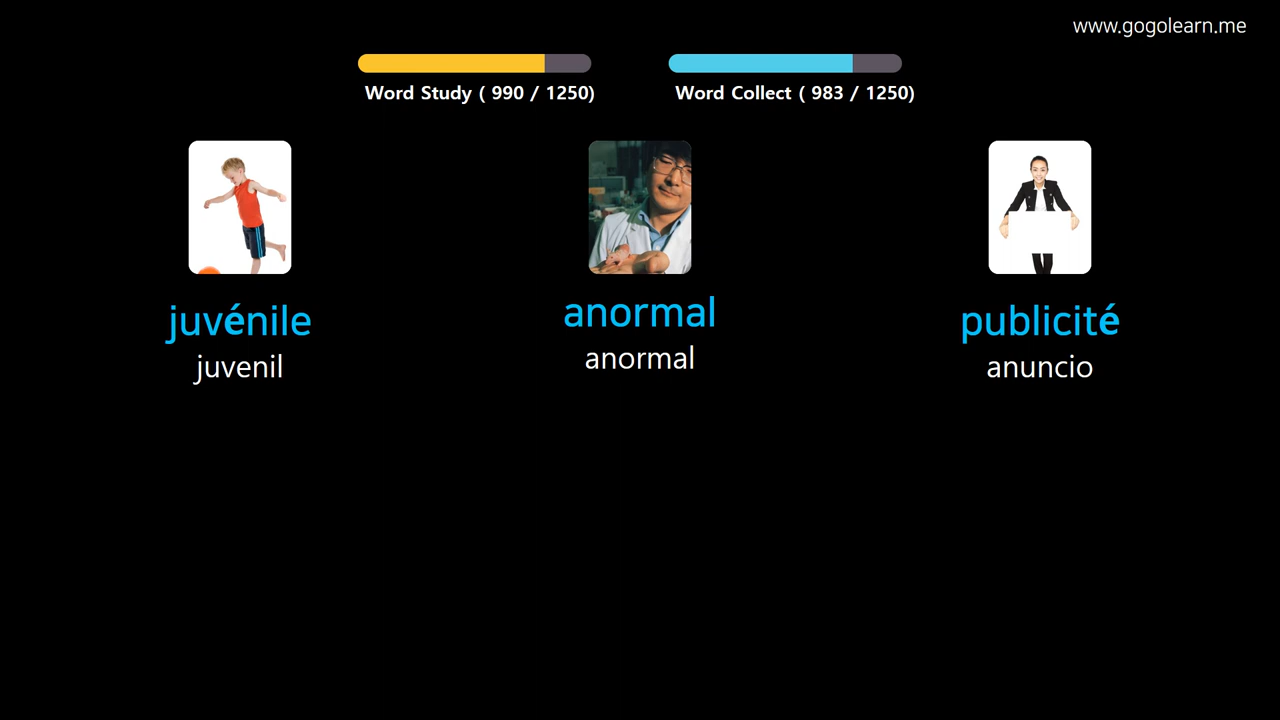 www.gogolearn.me
Word Study ( 990 / 1250)
Word Collect ( 983 / 1250)
juvénile
juvenil
anormal
anormal
publicité
anuncio